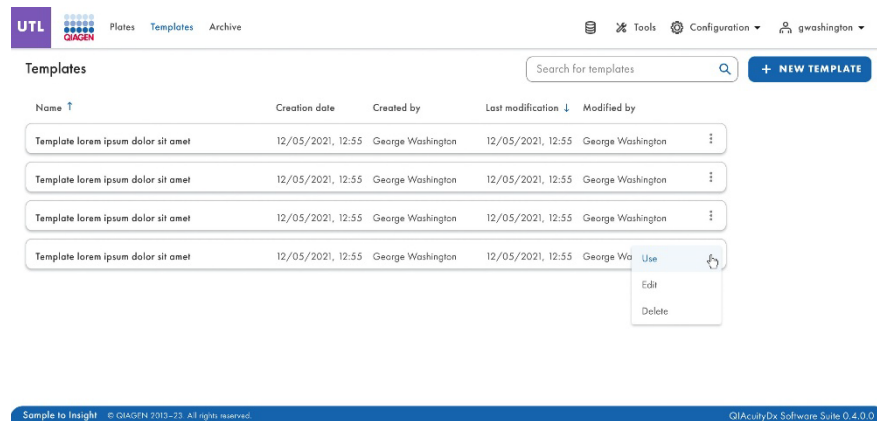 UTL QIAGEN Plates Templates Archive Tools Configuration gwashington
Templates Search for templates + NEW TEMPLATE
Name Creation date Created by Last modification Modified by
Template lorem ipsum dolor sit amet 12/05/2021, 12:55 George Washington 12/05/2021, 12:55 George Washington
Template lorem ipsum dolor sit amet 12/05/2021, 12:55 George Washington 12/05/2021, 12:55 George Washington
Template lorem ipsum dolor sit amet 12/05/2021, 12:55 George Washington 12/05/2021, 12:55 George Washington
Template lorem ipsum dolor sit amet 12/05/2021, 12:55 George Washington 12/05/2021, 12:55 George Wa
Use
Edit
Delete
Sample to Insight © QIAGEN 2013–23. All rights reserved. QIAcuityDx Software Suite 0.4.0.0